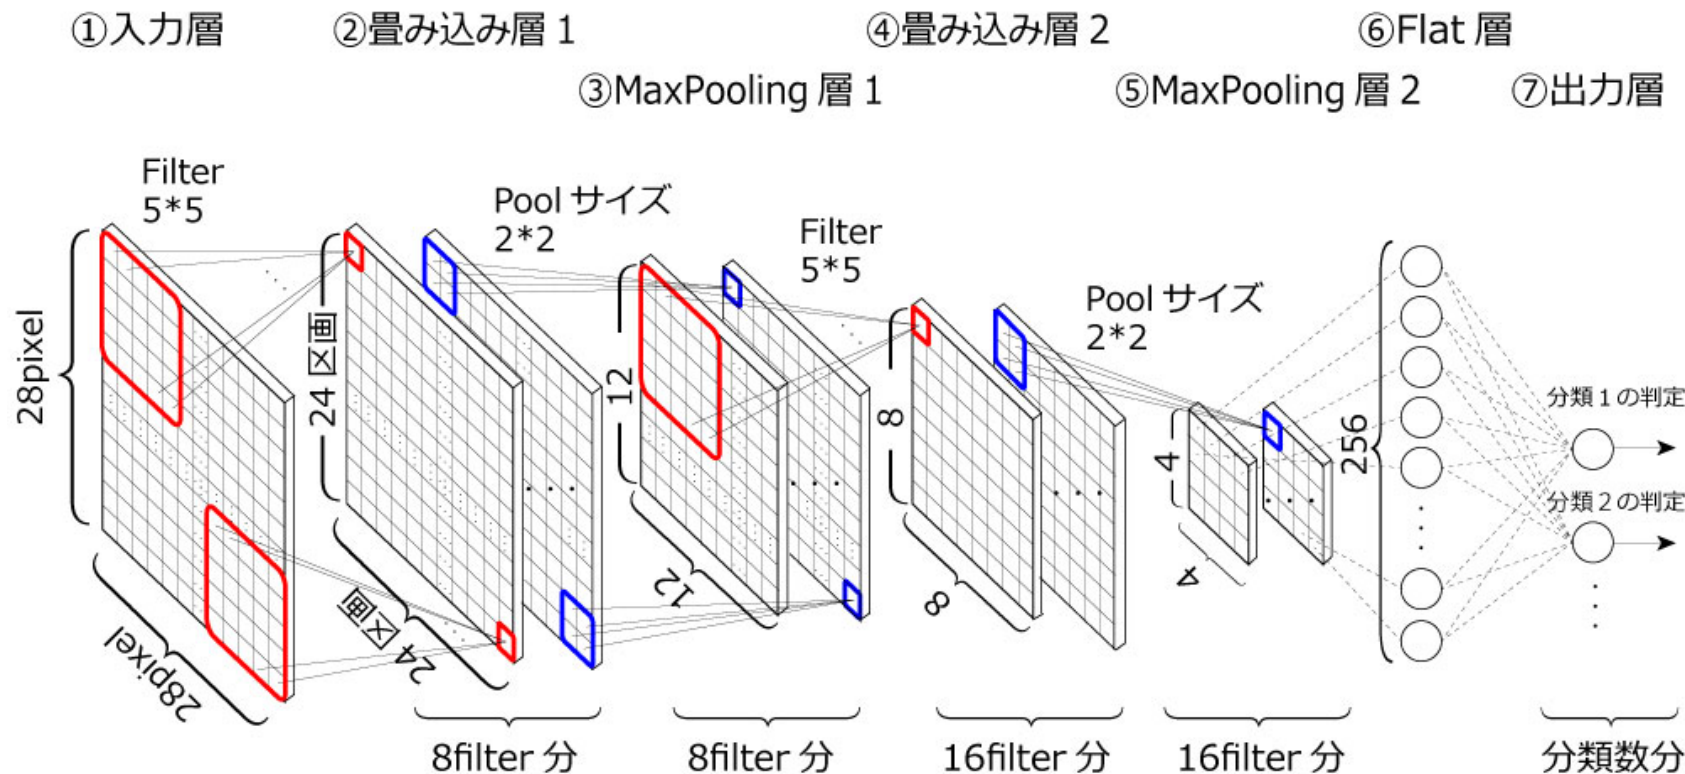 ①入力層
②畳み込み層 1
③MaxPooling 層 1
④畳み込み層 2
⑤MaxPooling 層 2
⑥Flat 層
⑦出力層
Filter
5*5
28pixel
28pixel
24 区画
24 区画
Pool サイズ
2*2
12
12
Filter
5*5
8
8
Pool サイズ
2*2
4
4
256
分類 1 の判定
分類 2 の判定
8filter 分
8filter 分
16filter 分
16filter 分
分類数分